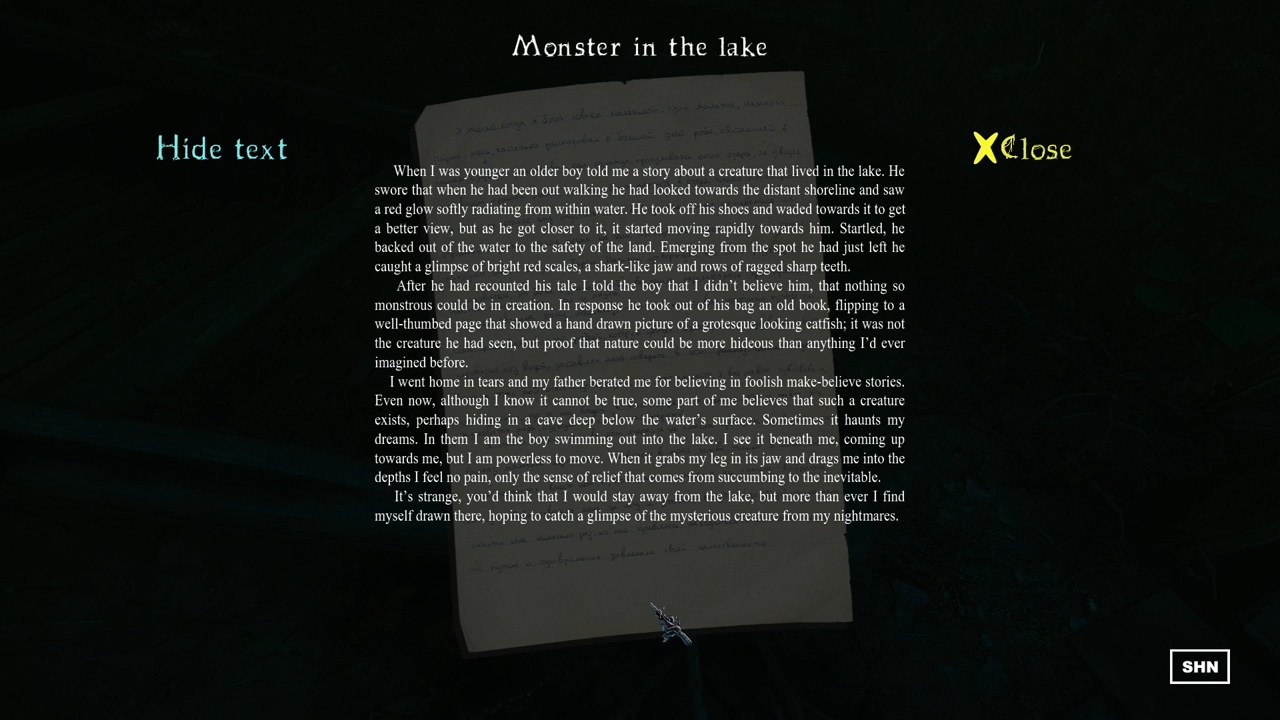 Monster in the lake
Hide text
Close
When I was younger an older boy told me a story about a creature that lived in the lake. He
swore that when he had been out walking he had looked towards the distant shoreline and saw
a red glow softly radiating from within water. He took off his shoes and waded towards it to get
a better view, but as he got closer to it, it started moving rapidly towards him. Startled, he
backed out of the water to the safety of the land. Emerging from the spot he had just left he
caught a glimpse of bright red scales, a shark-like jaw and rows of ragged sharp teeth.
After he had recounted his tale I told the boy that I didn’t believe him, that nothing so
monstrous could be in creation. In response he took out of his bag an old book, flipping to a
well-thumbed page that showed a hand drawn picture of a grotesque looking catfish; it was not
the creature he had seen, but proof that nature could be more hideous than anything I’d ever
imagined before.
I went home in tears and my father berated me for believing in foolish make-believe stories.
Even now, although I know it cannot be true, some part of me believes that such a creature
exists, perhaps hiding in a cave deep below the water’s surface. Sometimes it haunts my
dreams. In them I am the boy swimming out into the lake. I see it beneath me, coming up
towards me, but I am powerless to move. When it grabs my leg in its jaw and drags me into the
depths I feel no pain, only the sense of relief that comes from succumbing to the inevitable.
It’s strange, you’d think that I would stay away from the lake, but more than ever I find
myself drawn there, hoping to catch a glimpse of the mysterious creature from my nightmares.
SHN